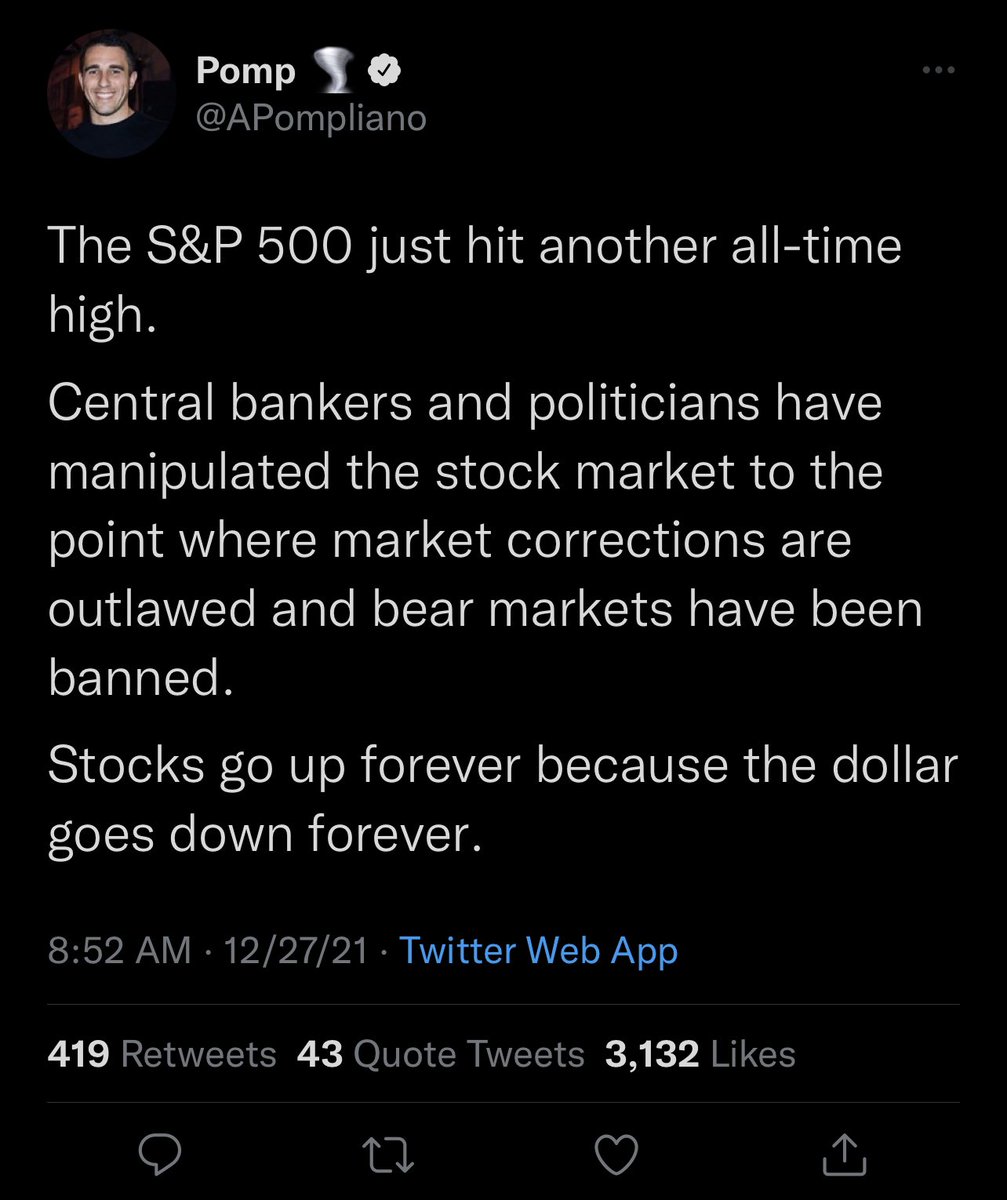 Pomp 🌪️
@APompliano
The S&P 500 just hit another all-time
high.
Central bankers and politicians have
manipulated the stock market to the
point where market corrections are
outlawed and bear markets have been
banned.
Stocks go up forever because the dollar
goes down forever.
8:52 AM · 12/27/21 · Twitter Web App
419 Retweets 43 Quote Tweets 3,132 Likes